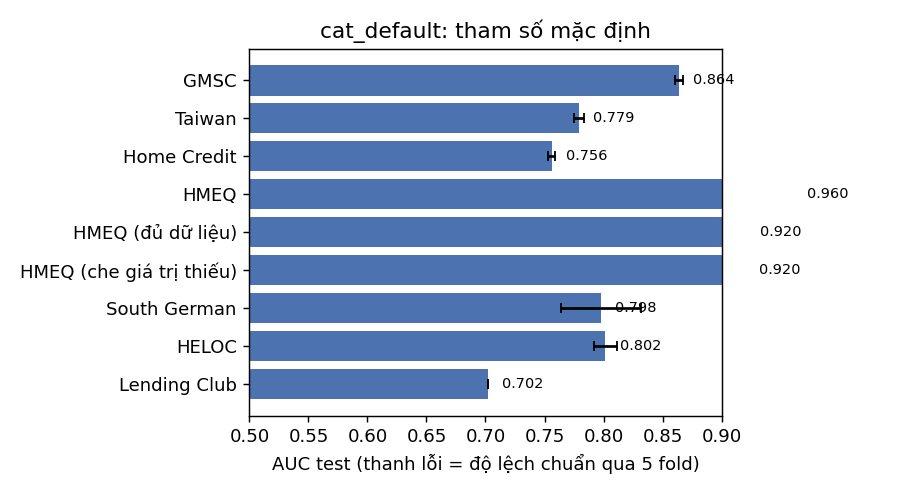 cat_default: tham số mặc định
GMSC 0.864
Taiwan 0.779
Home Credit 0.756
HMEQ 0.960
HMEQ (đủ dữ liệu) 0.920
HMEQ (che giá trị thiếu) 0.920
South German 0.798
HELOC 0.802
Lending Club 0.702
0.50 0.55 0.60 0.65 0.70 0.75 0.80 0.85 0.90
AUC test (thanh lỗi = độ lệch chuẩn qua 5 fold)